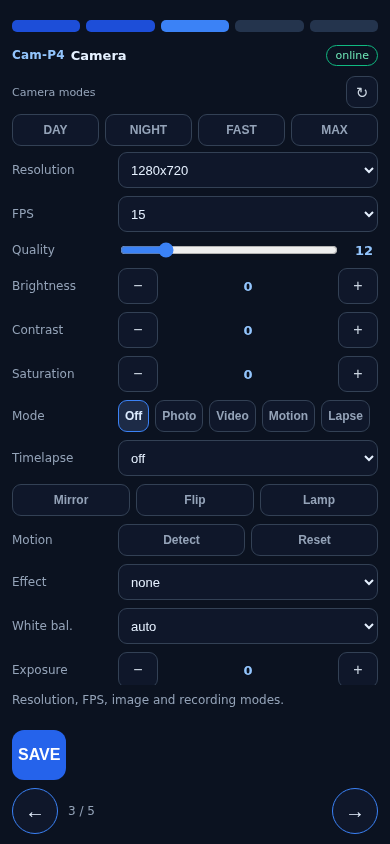 Cam-P4 Camera online
Camera modes ↻
DAY NIGHT FAST MAX
Resolution 1280x720
FPS 15
Quality 12
Brightness − 0 +
Contrast − 0 +
Saturation − 0 +
Mode Off Photo Video Motion Lapse
Timelapse off
Mirror Flip Lamp
Motion Detect Reset
Effect none
White bal. auto
Exposure − 0 +
Resolution, FPS, image and recording modes.
SAVE
← 3 / 5 →